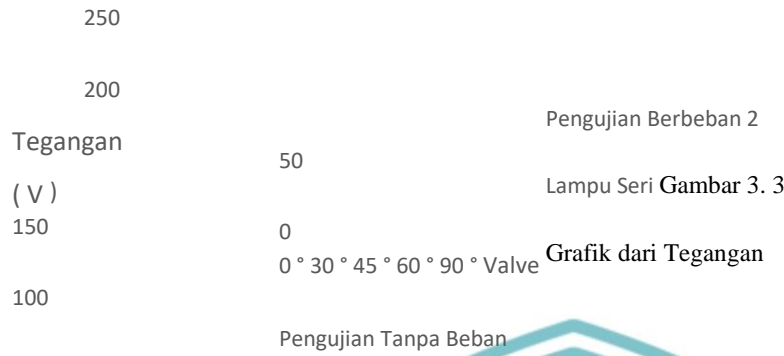 250
200
Tegangan
( V )
150
100
50
0
0 ° 30 ° 45 ° 60 ° 90 ° Valve
Pengujian Tanpa Beban
Pengujian Berbeban 2
Lampu Seri Gambar 3. 3
Grafik dari Tegangan